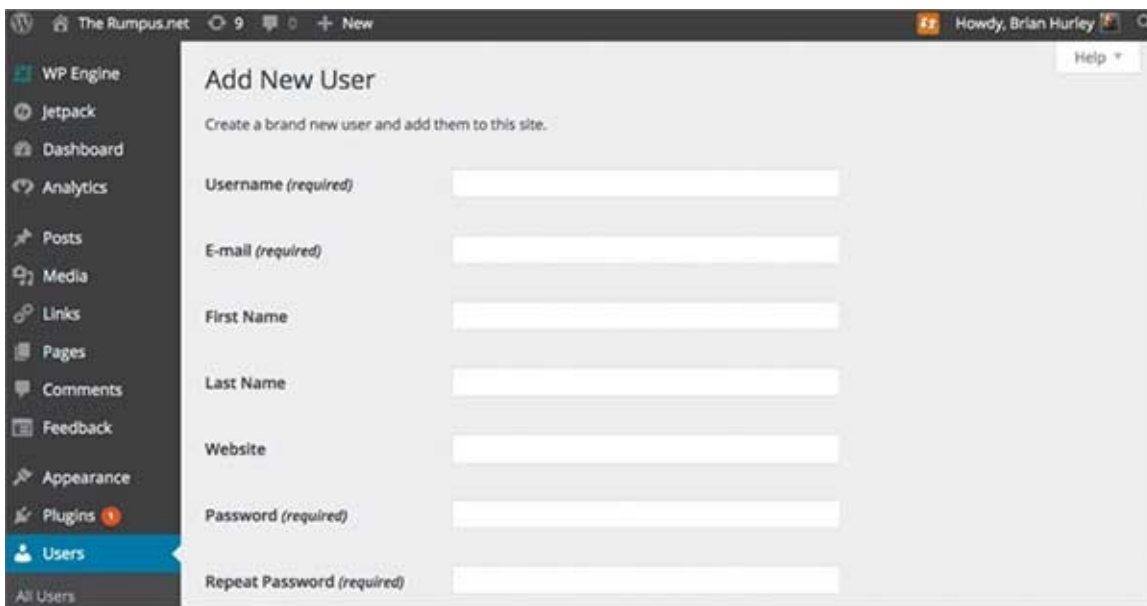 The Rumpus.net 9 0 + New Howdy, Brian Hurley
Help
WP Engine
Jetpack
Dashboard
Analytics
Posts
Media
Links
Pages
Comments
Feedback
Appearance
Plugins 1
Users
All Users
Add New User
Create a brand new user and add them to this site.
Username (required)
E-mail (required)
First Name
Last Name
Website
Password (required)
Repeat Password (required)